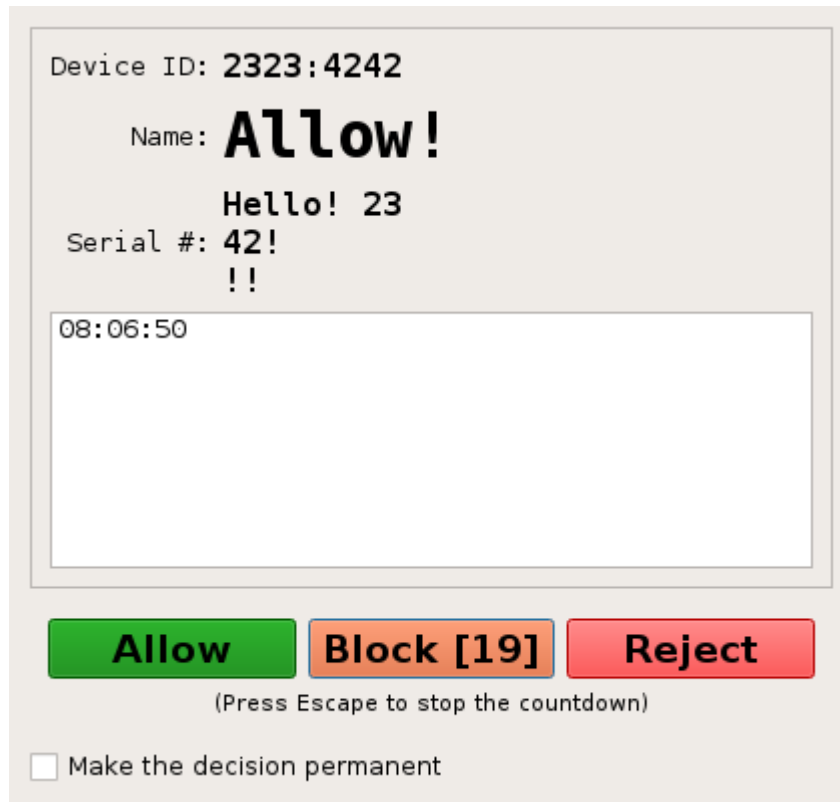 Device ID: 2323:4242
Name: Allow!
Hello! 23
Serial #: 42!
!!
08:06:50
Allow Block [19] Reject
(Press Escape to stop the countdown)
Make the decision permanent